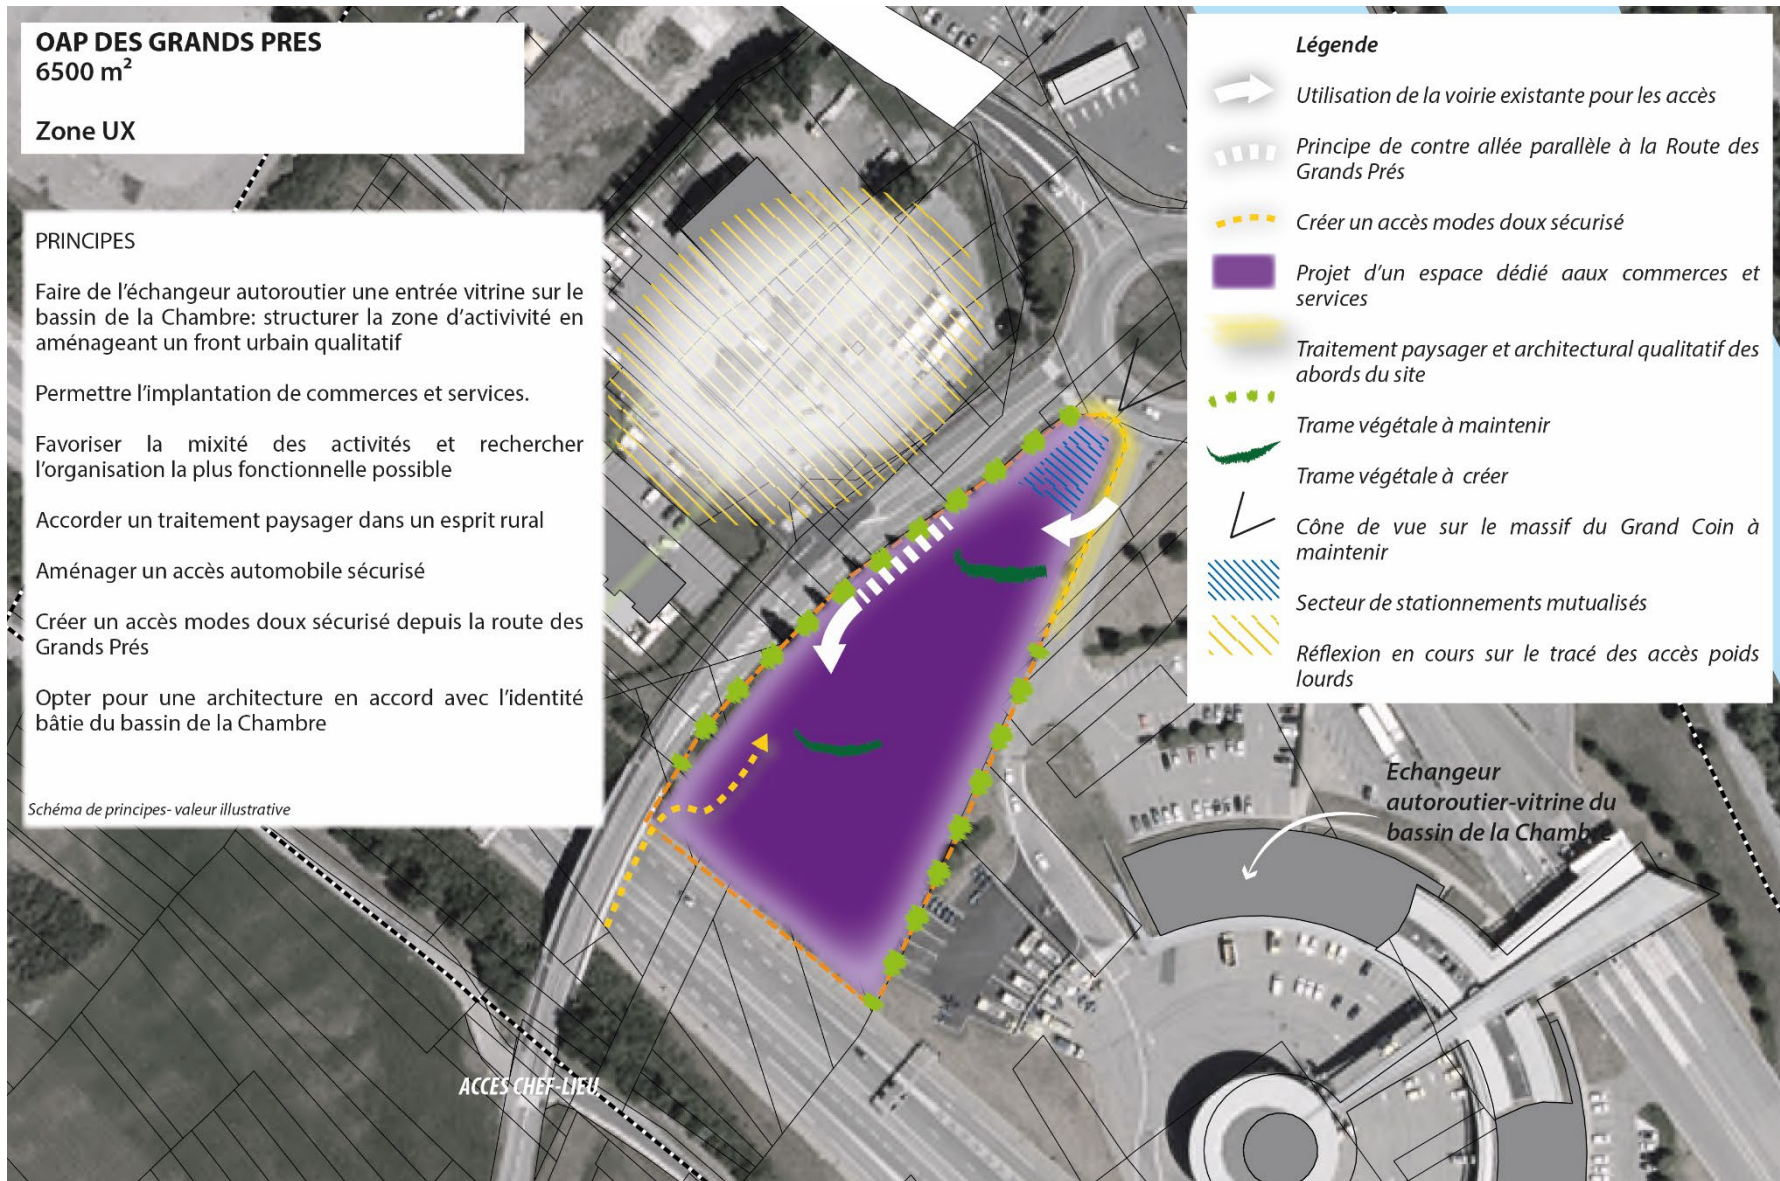 OAP DES GRANDS PRES
6500 m²
Zone UX
PRINCIPES
Faire de l'échangeur autoroutier une entrée vitrine sur le
bassin de la Chambre: structurer la zone d'activivité en
aménageant un front urbain qualitatif
Permettre l'implantation de commerces et services.
Favoriser la mixité des activités et rechercher
l'organisation la plus fonctionnelle possible
Accorder un traitement paysager dans un esprit rural
Aménager un accès automobile sécurisé
Créer un accès modes doux sécurisé depuis la route des
Grands Prés
Opter pour une architecture en accord avec l'identité
bâtie du bassin de la Chambre
Schéma de principes- valeur illustrative
Légende
Utilisation de la voirie existante pour les accès
Principe de contre allée parallèle à la Route des
Grands Prés
Créer un accès modes doux sécurisé
Projet d'un espace dédié aaux commerces et
services
Traitement paysager et architectural qualitatif des
abords du site
Trame végétale à maintenir
Trame végétale à créer
Cône de vue sur le massif du Grand Coin à
maintenir
Secteur de stationnements mutualisés
Réflexion en cours sur le tracé des accès poids
lourds
Echangeur
autoroutier-vitrine du
bassin de la Chambre
ACCES CHEF-LIEU